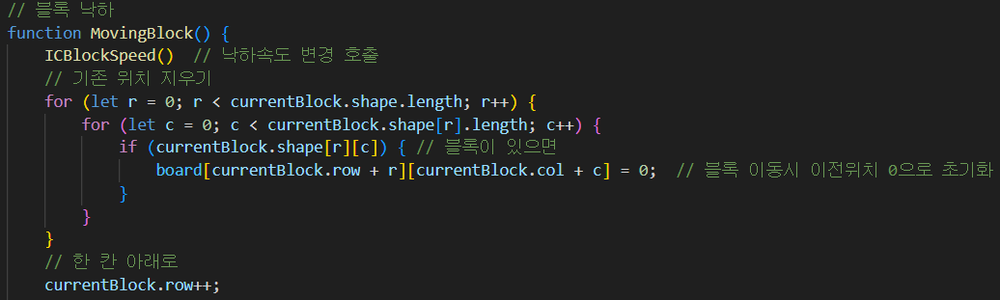 // 블록 낙하
function MovingBlock() {
    ICBlockSpeed()  // 낙하속도 변경 호출
    // 기존 위치 지우기
    for (let r = 0; r < currentBlock.shape.length; r++) {
        for (let c = 0; c < currentBlock.shape[r].length; c++) {
            if (currentBlock.shape[r][c]) { // 블록이 있으면
                board[currentBlock.row + r][currentBlock.col + c] = 0;  // 블록 이동시 이전위치 0으로 초기화
            }
        }
    }
    // 한 칸 아래로
    currentBlock.row++;